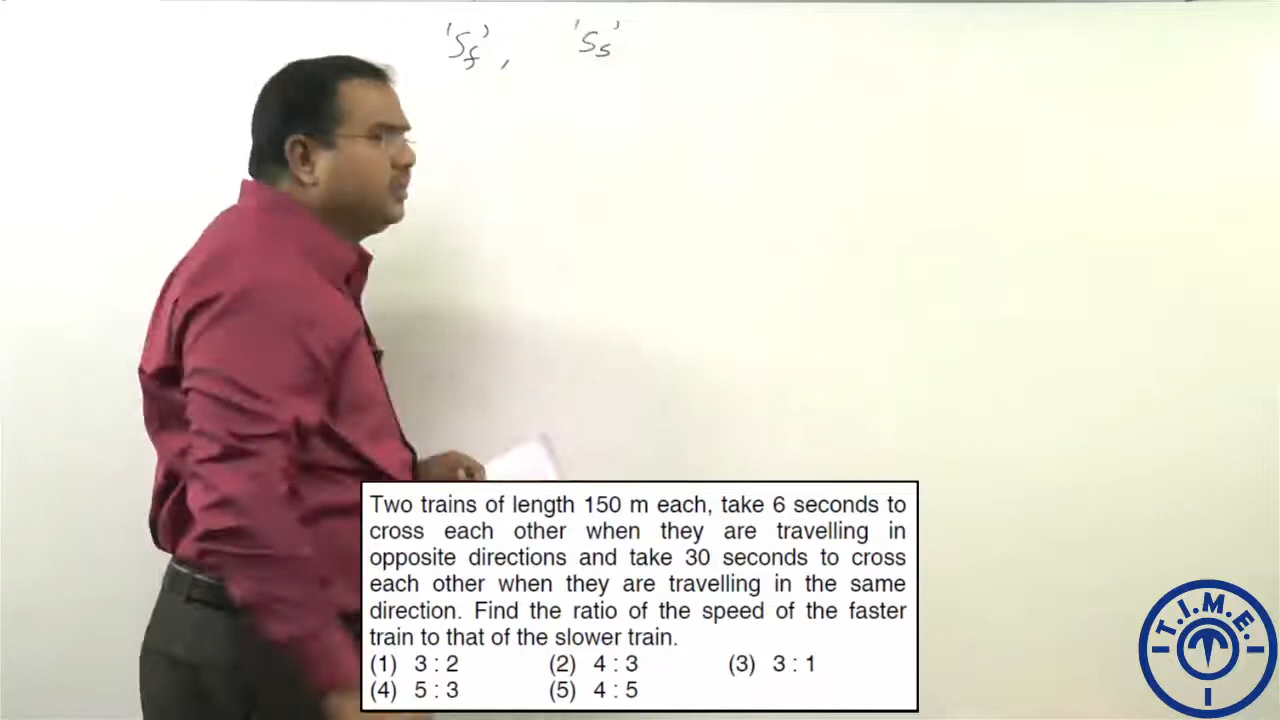 'Sf', 'Ss'
Two trains of length 150 m each, take 6 seconds to
cross each other when they are travelling in
opposite directions and take 30 seconds to cross
each other when they are travelling in the same
direction. Find the ratio of the speed of the faster
train to that of the slower train.
(1) 3 : 2 (2) 4 : 3 (3) 3 : 1
(4) 5 : 3 (5) 4 : 5
T.I.M.E.